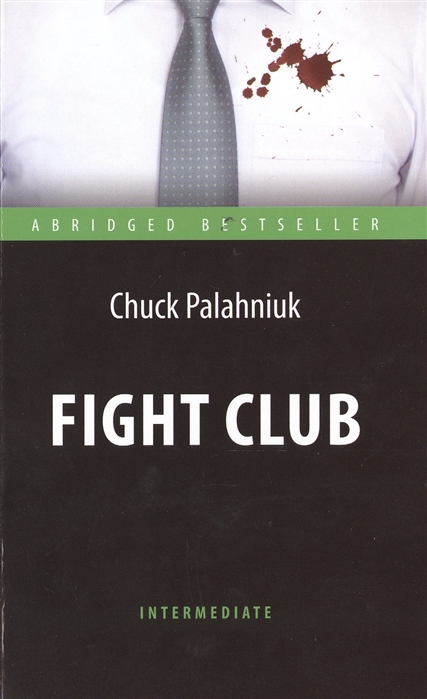 ABRIDGED BESTSELLER
Chuck Palahniuk
FIGHT CLUB
INTERMEDIATE